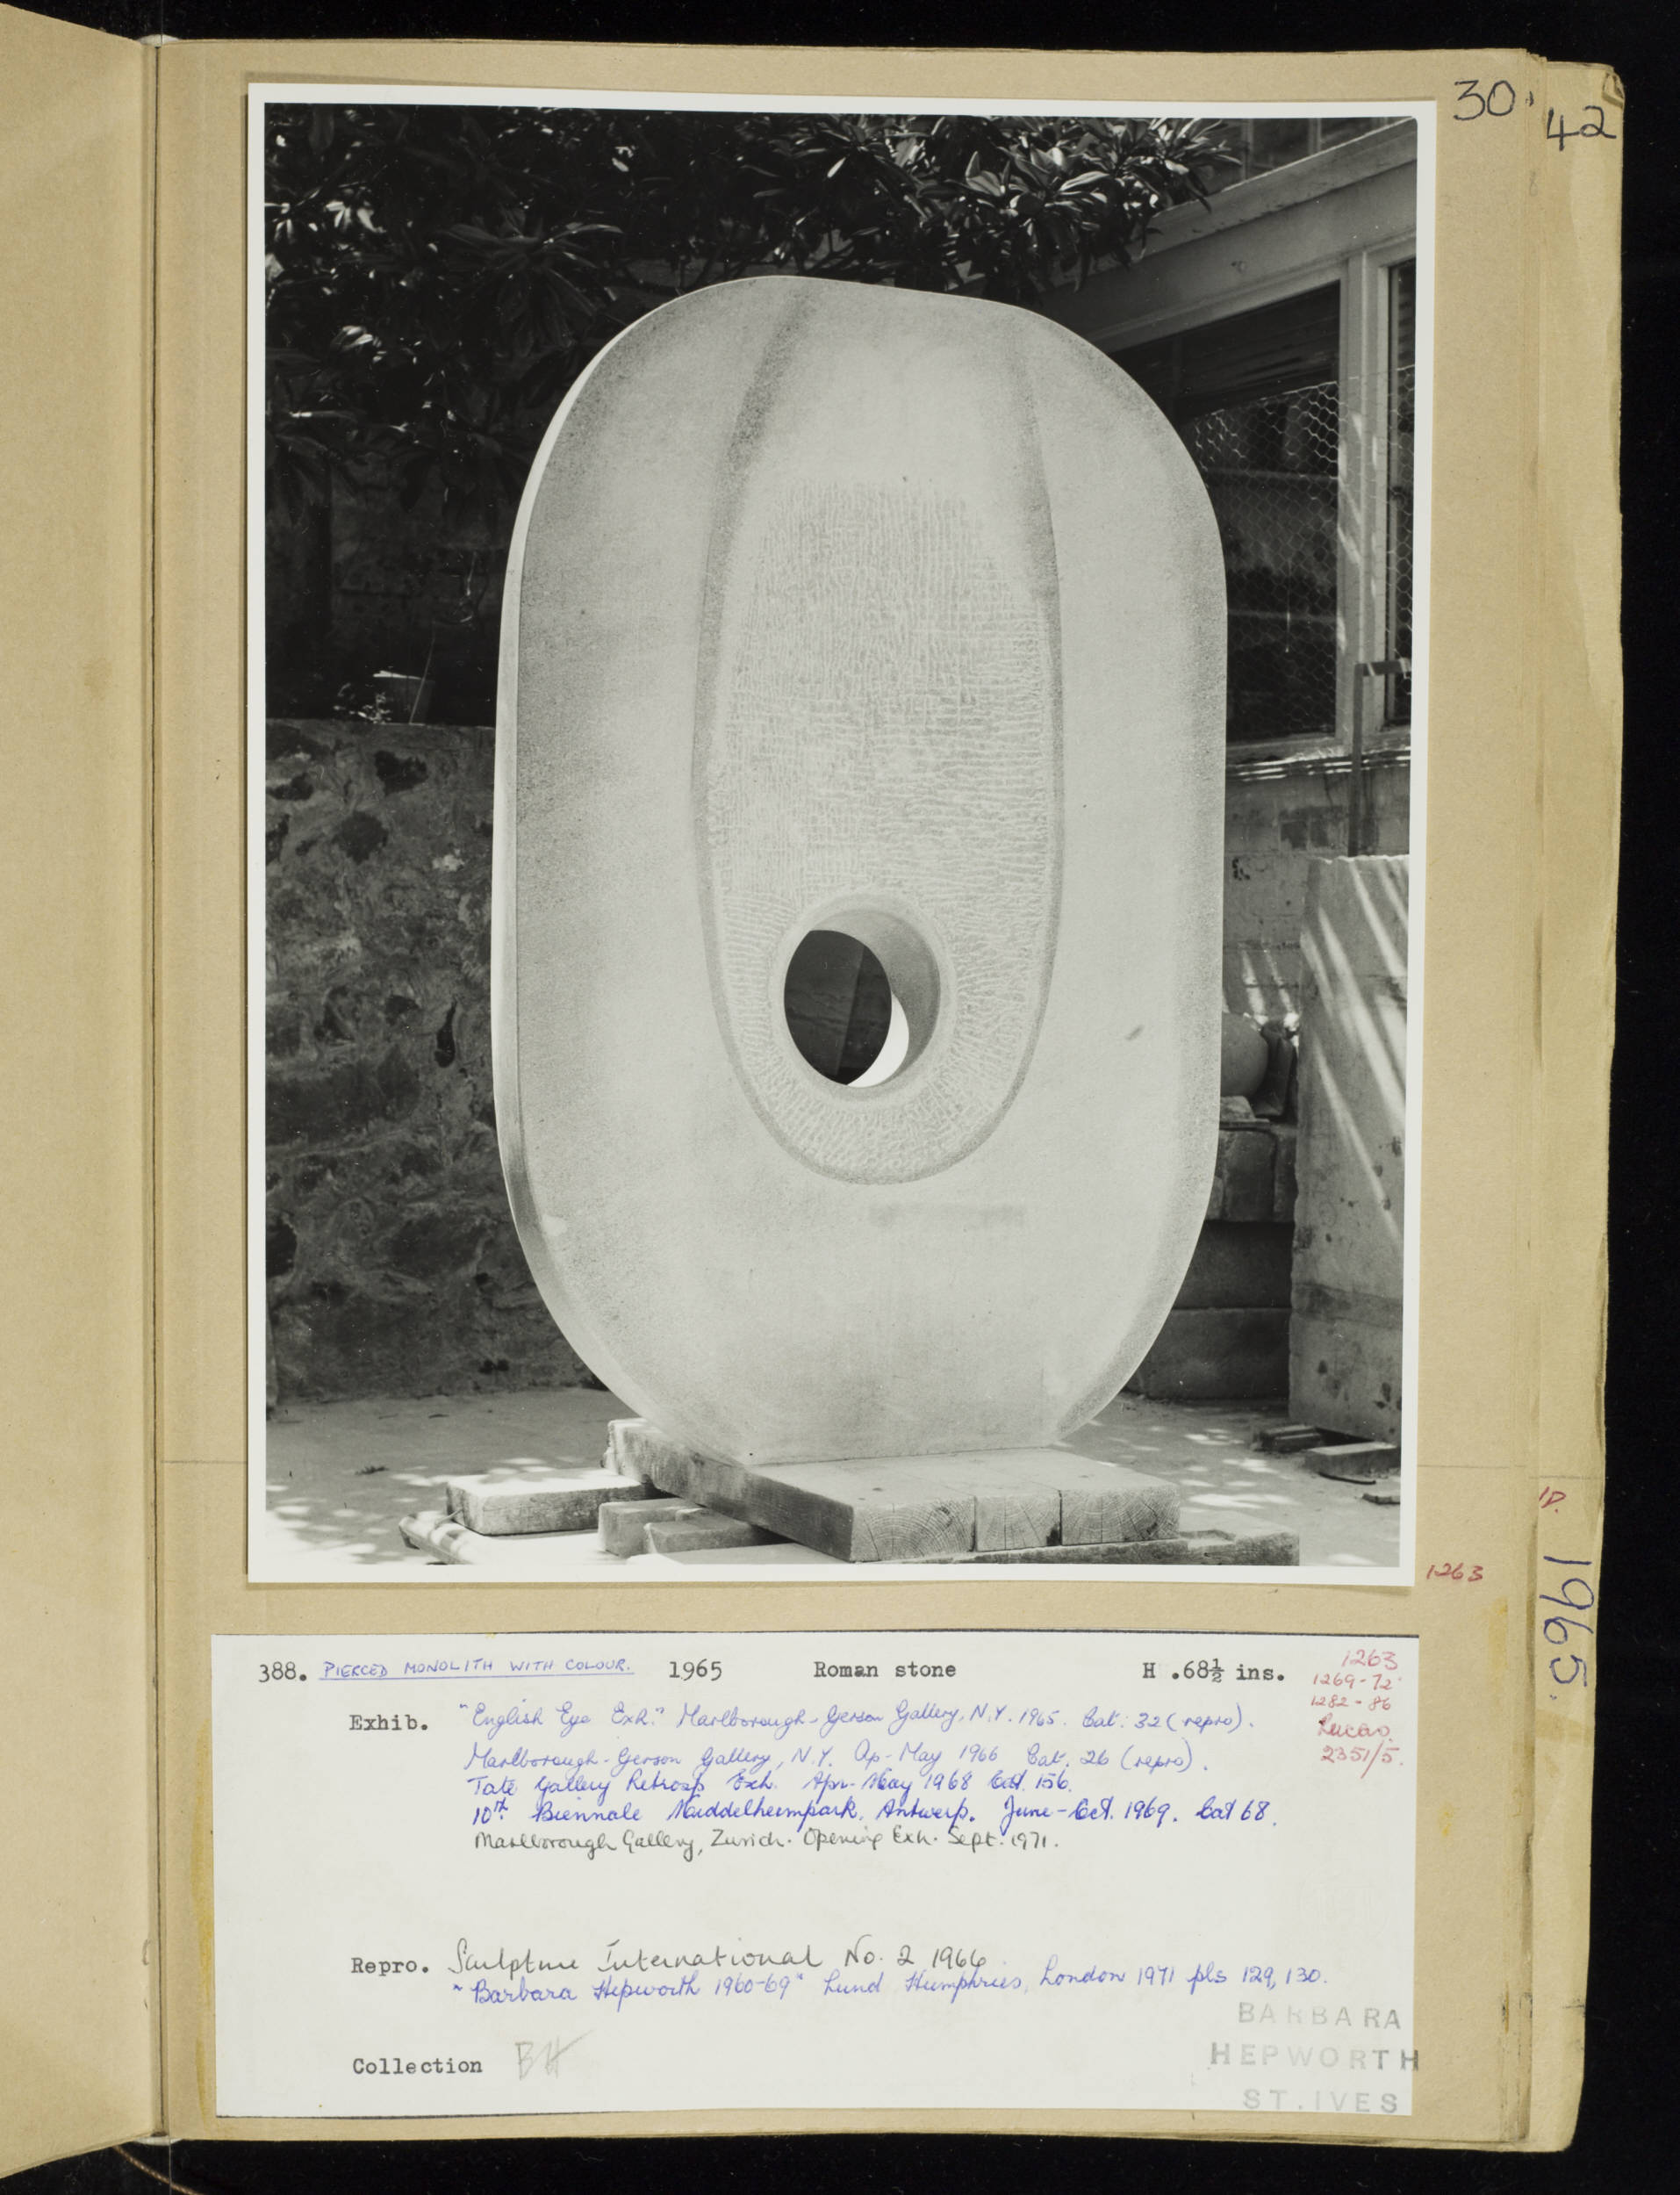 30.
42
1263
1965.
388. PIERCED MONOLITH WITH COLOUR. 1965 Roman stone H .68½ ins.
1263
1269-72
1282-86
Lucas.
2351/5.
Exhib. "English Eye Exh." Marlborough-Gerson Gallery, N.Y. 1965. Cat: 32 (repro).
Marlborough-Gerson Gallery, N.Y. Ap-May 1966 Cat. 26 (repro).
Tate Gallery Retrosp Exh. Apr-May 1968 Cat. 156.
10th Biennale Middelheimpark, Antwerp. June-Oct. 1969. Cat 68.
Marlborough Gallery, Zurich. Opening Exh. Sept. 1971.
Repro. Sculpture International No. 2 1966
"Barbara Hepworth 1960-69" Lund Humphries, London 1971 pls 129, 130.
Collection BH
BARBARA
HEPWORTH
ST.IVES